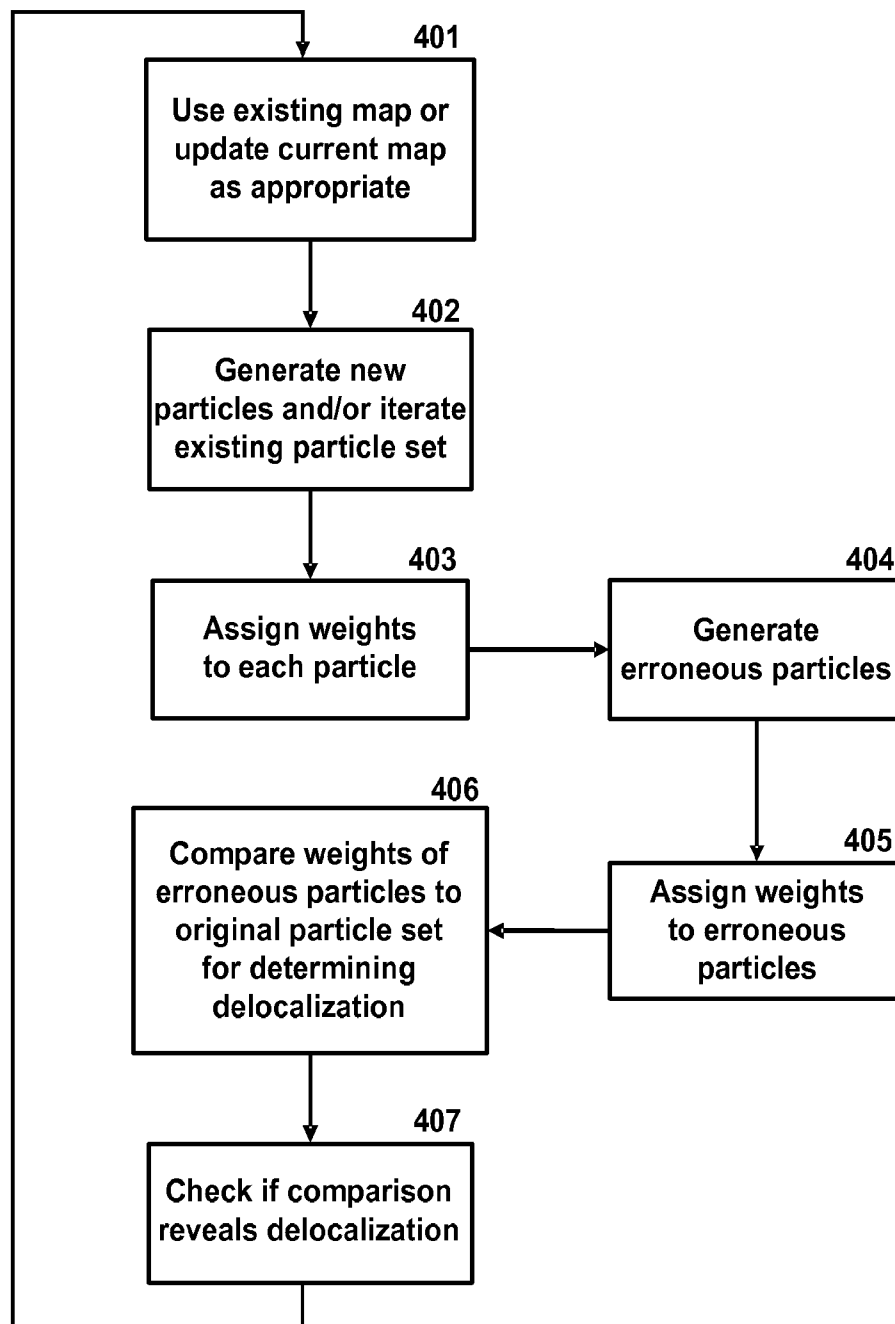 401
Use existing map or
update current map
as appropriate
402
Generate new
particles and/or iterate
existing particle set
403
Assign weights
to each particle
404
Generate
erroneous particles
405
Assign weights
to erroneous
particles
406
Compare weights of
erroneous particles to
original particle set
for determining
delocalization
407
Check if comparison
reveals delocalization